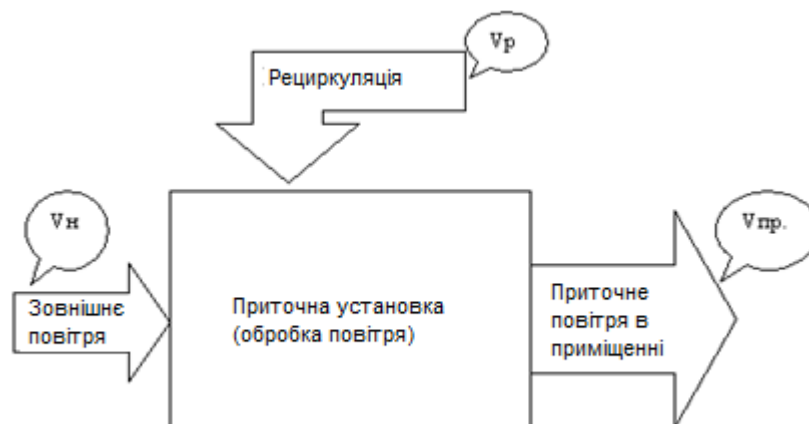 Vр
Рециркуляція
Vн
Vпр.
Зовнішнє
повітря
Приточна установка
(обробка повітря)
Приточне
повітря в
приміщенні